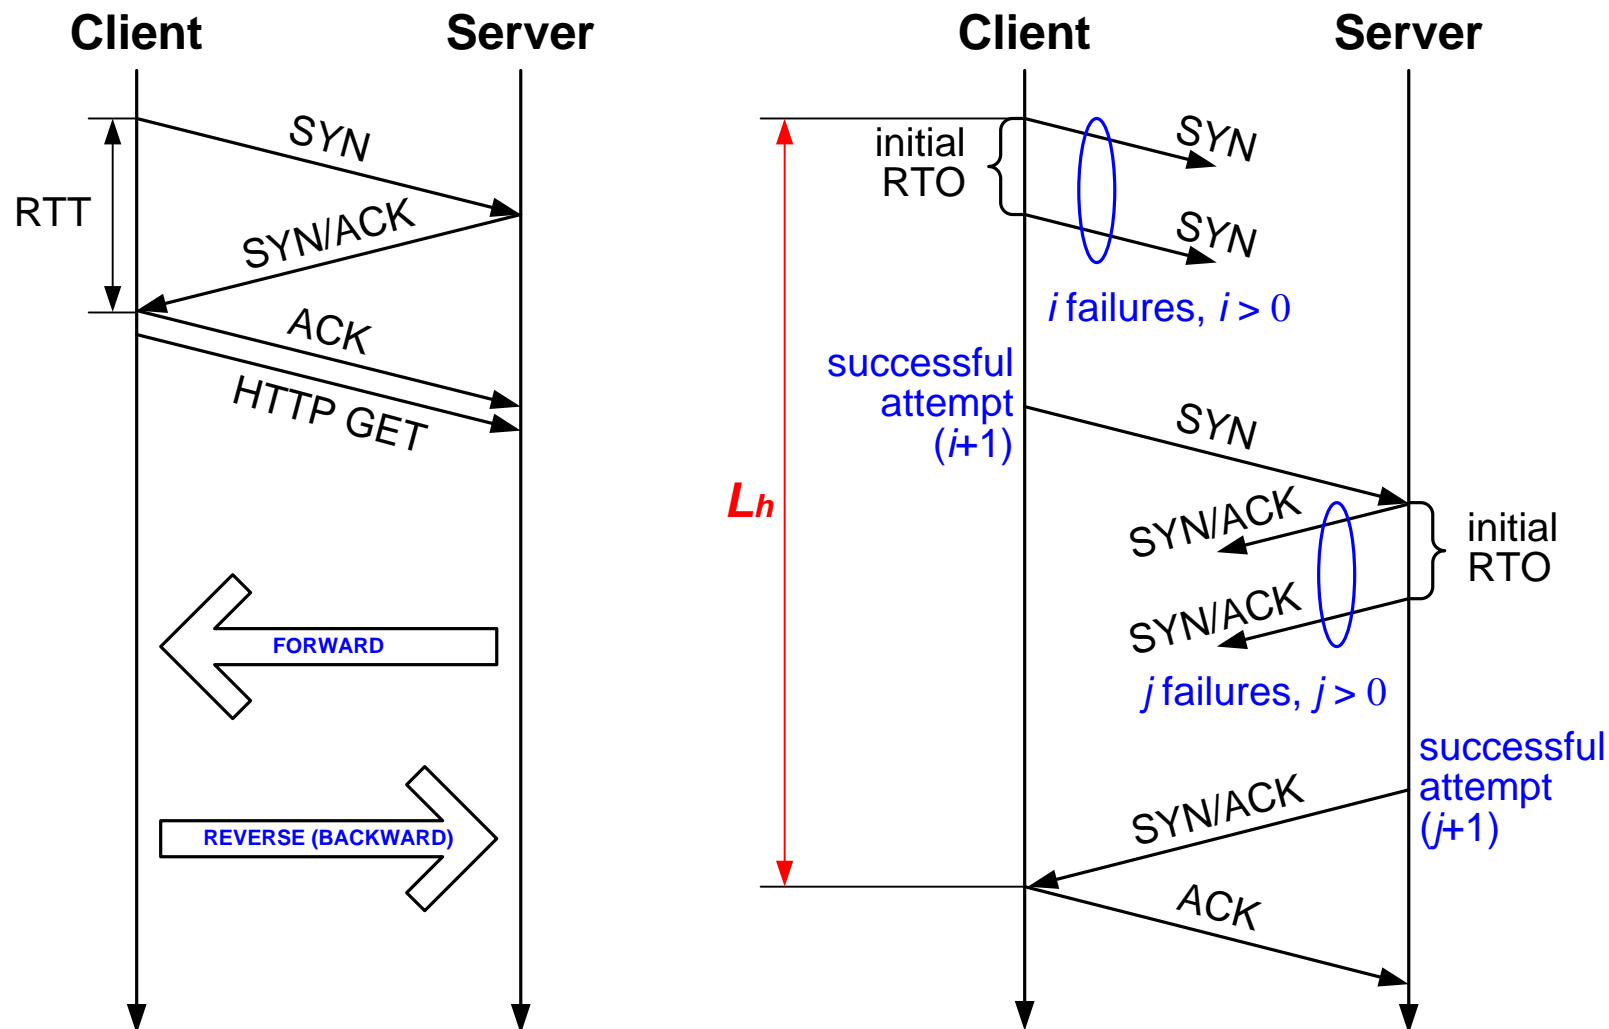 Client
Server
RTT
SYN
SYN/ACK
ACK
HTTP GET
FORWARD
REVERSE (BACKWARD)
Client
Server
Lh
initial
RTO
SYN
SYN
i failures, i > 0
successful
attempt
(i+1)
SYN
SYN/ACK
initial
RTO
SYN/ACK
j failures, j > 0
successful
attempt
(j+1)
SYN/ACK
ACK